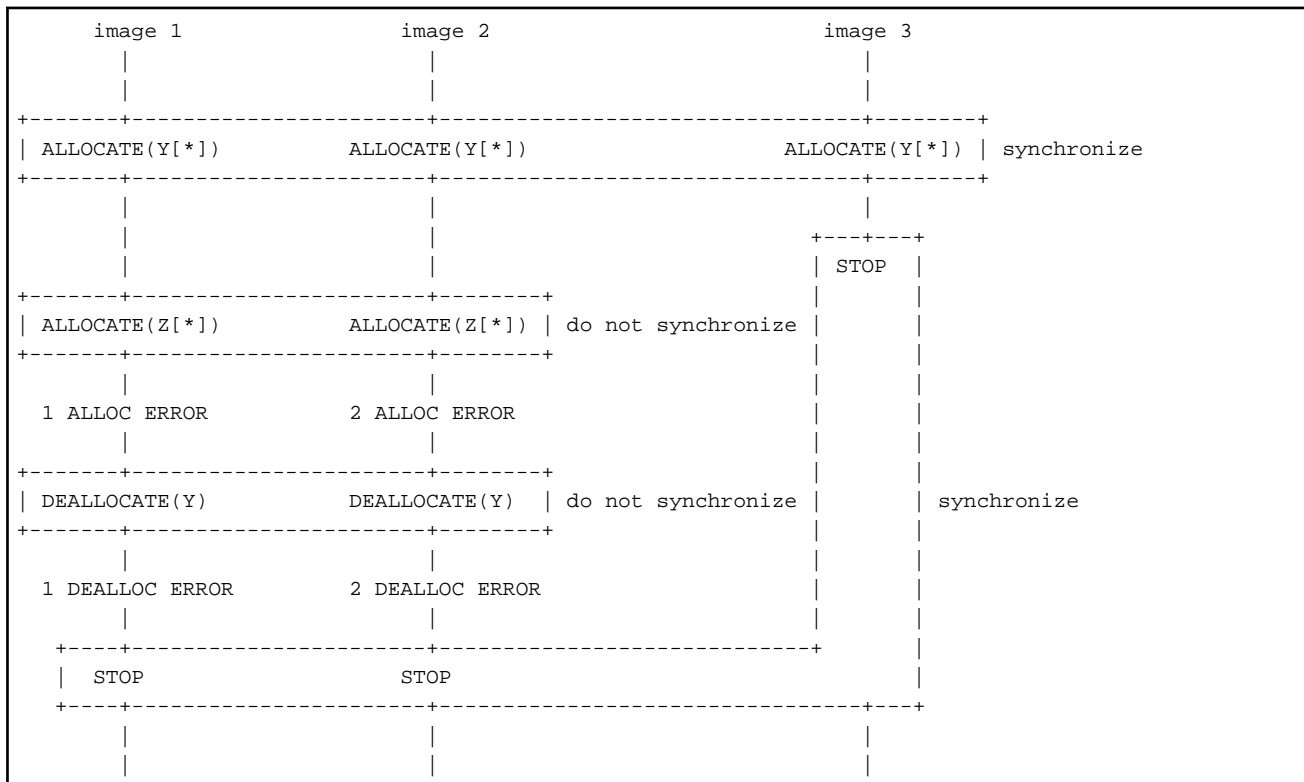 image 1 image 2 image 3
ALLOCATE(Y[*]) ALLOCATE(Y[*]) ALLOCATE(Y[*]) synchronize
STOP
ALLOCATE(Z[*]) ALLOCATE(Z[*]) do not synchronize
1 ALLOC ERROR 2 ALLOC ERROR
DEALLOCATE(Y) DEALLOCATE(Y) do not synchronize synchronize
1 DEALLOC ERROR 2 DEALLOC ERROR
STOP STOP